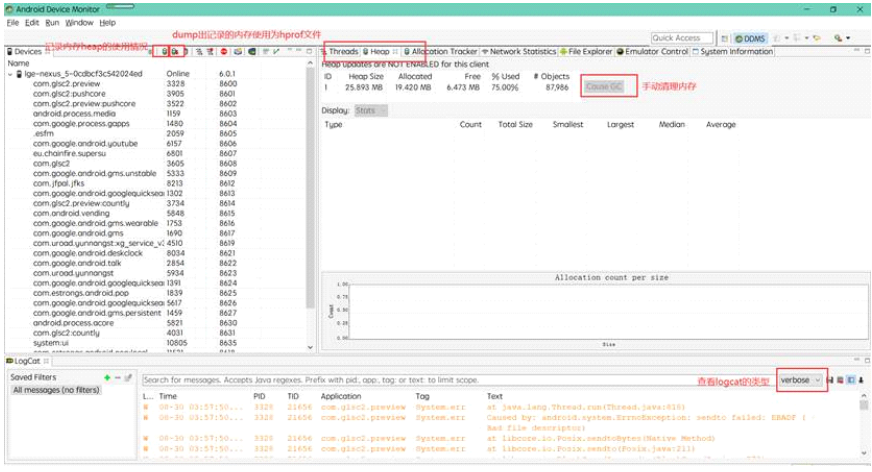 Android Device Monitor
File Edit Run Window Help
dump出记录的内存使用为hprof文件
Quick Access
DDMS
记录内存heap的使用情况
Devices
Threads Heap Allocation Tracker Network Statistics File Explorer Emulator Control System Information
Name
lge-nexus_5-0cdbcf3c542024ed Online 6.0.1
com.glsc2.preview 3328 8600
com.glsc2.pushcore 3905 8601
com.glsc2.preview:pushcore 3522 8602
android.process.media 1159 8603
com.google.process.gapps 1480 8604
.esfm 2059 8605
com.google.android.youtube 6157 8606
eu.chainfire.supersu 6801 8607
com.glsc2 3605 8608
com.google.android.gms.unstable 5333 8609
com.jfpal.jfks 8213 8612
com.google.android.googlequicksear 1302 8613
com.glsc2.preview:countly 3734 8614
com.android.vending 5848 8615
com.google.android.gms.wearable 1753 8616
com.google.android.gms 1690 8617
com.uroad.yunnangst:xg_service_v3 4510 8619
com.google.android.deskclock 8034 8621
com.google.android.talk 2854 8622
com.uroad.yunnangst 5934 8623
com.google.android.googlequicksear 1391 8624
com.estrongs.android.pop 1839 8625
com.google.android.googlequicksear 5617 8626
com.google.android.gms.persistent 1459 8627
android.process.acore 5821 8630
com.glsc2:countly 4031 8631
system:ui 10805 8635
Heap updates are NOT ENABLED for this client
ID Heap Size Allocated Free % Used # Objects
1 25.893 MB 19.420 MB 6.473 MB 75.00% 87,986
Cause GC
手动清理内存
Display: Stats
Type Count Total Size Smallest Largest Median Average
Allocation count per size
1.00
0.75
0.50
0.25
0.00
Count
Size
LogCat
Saved Filters
All messages (no filters)
Search for messages. Accepts Java regexes. Prefix with pid:, app:, tag: or text: to limit scope.
查看logcat的类型
verbose
L... Time PID TID Application Tag Text
W 08-30 03:57:50... 3328 21656 com.glsc2.preview System.err at java.lang.Thread.run(Thread.java:818)
W 08-30 03:57:50... 3328 21656 com.glsc2.preview System.err Caused by: android.system.ErrnoException: sendto failed: EBADF (
Bad file descriptor)
W 08-30 03:57:50... 3328 21656 com.glsc2.preview System.err at libcore.io.Posix.sendtoBytes(Native Method)
W 08-30 03:57:50... 3328 21656 com.glsc2.preview System.err at libcore.io.Posix.sendto(Posix.java:211)